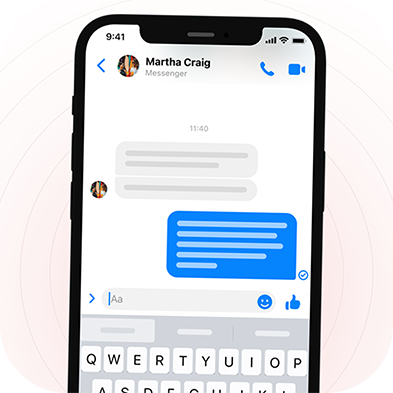 9:41
Martha Craig
Messenger
11:40
Aa
Q W E R T Y U I O P
A S D F G H J K L